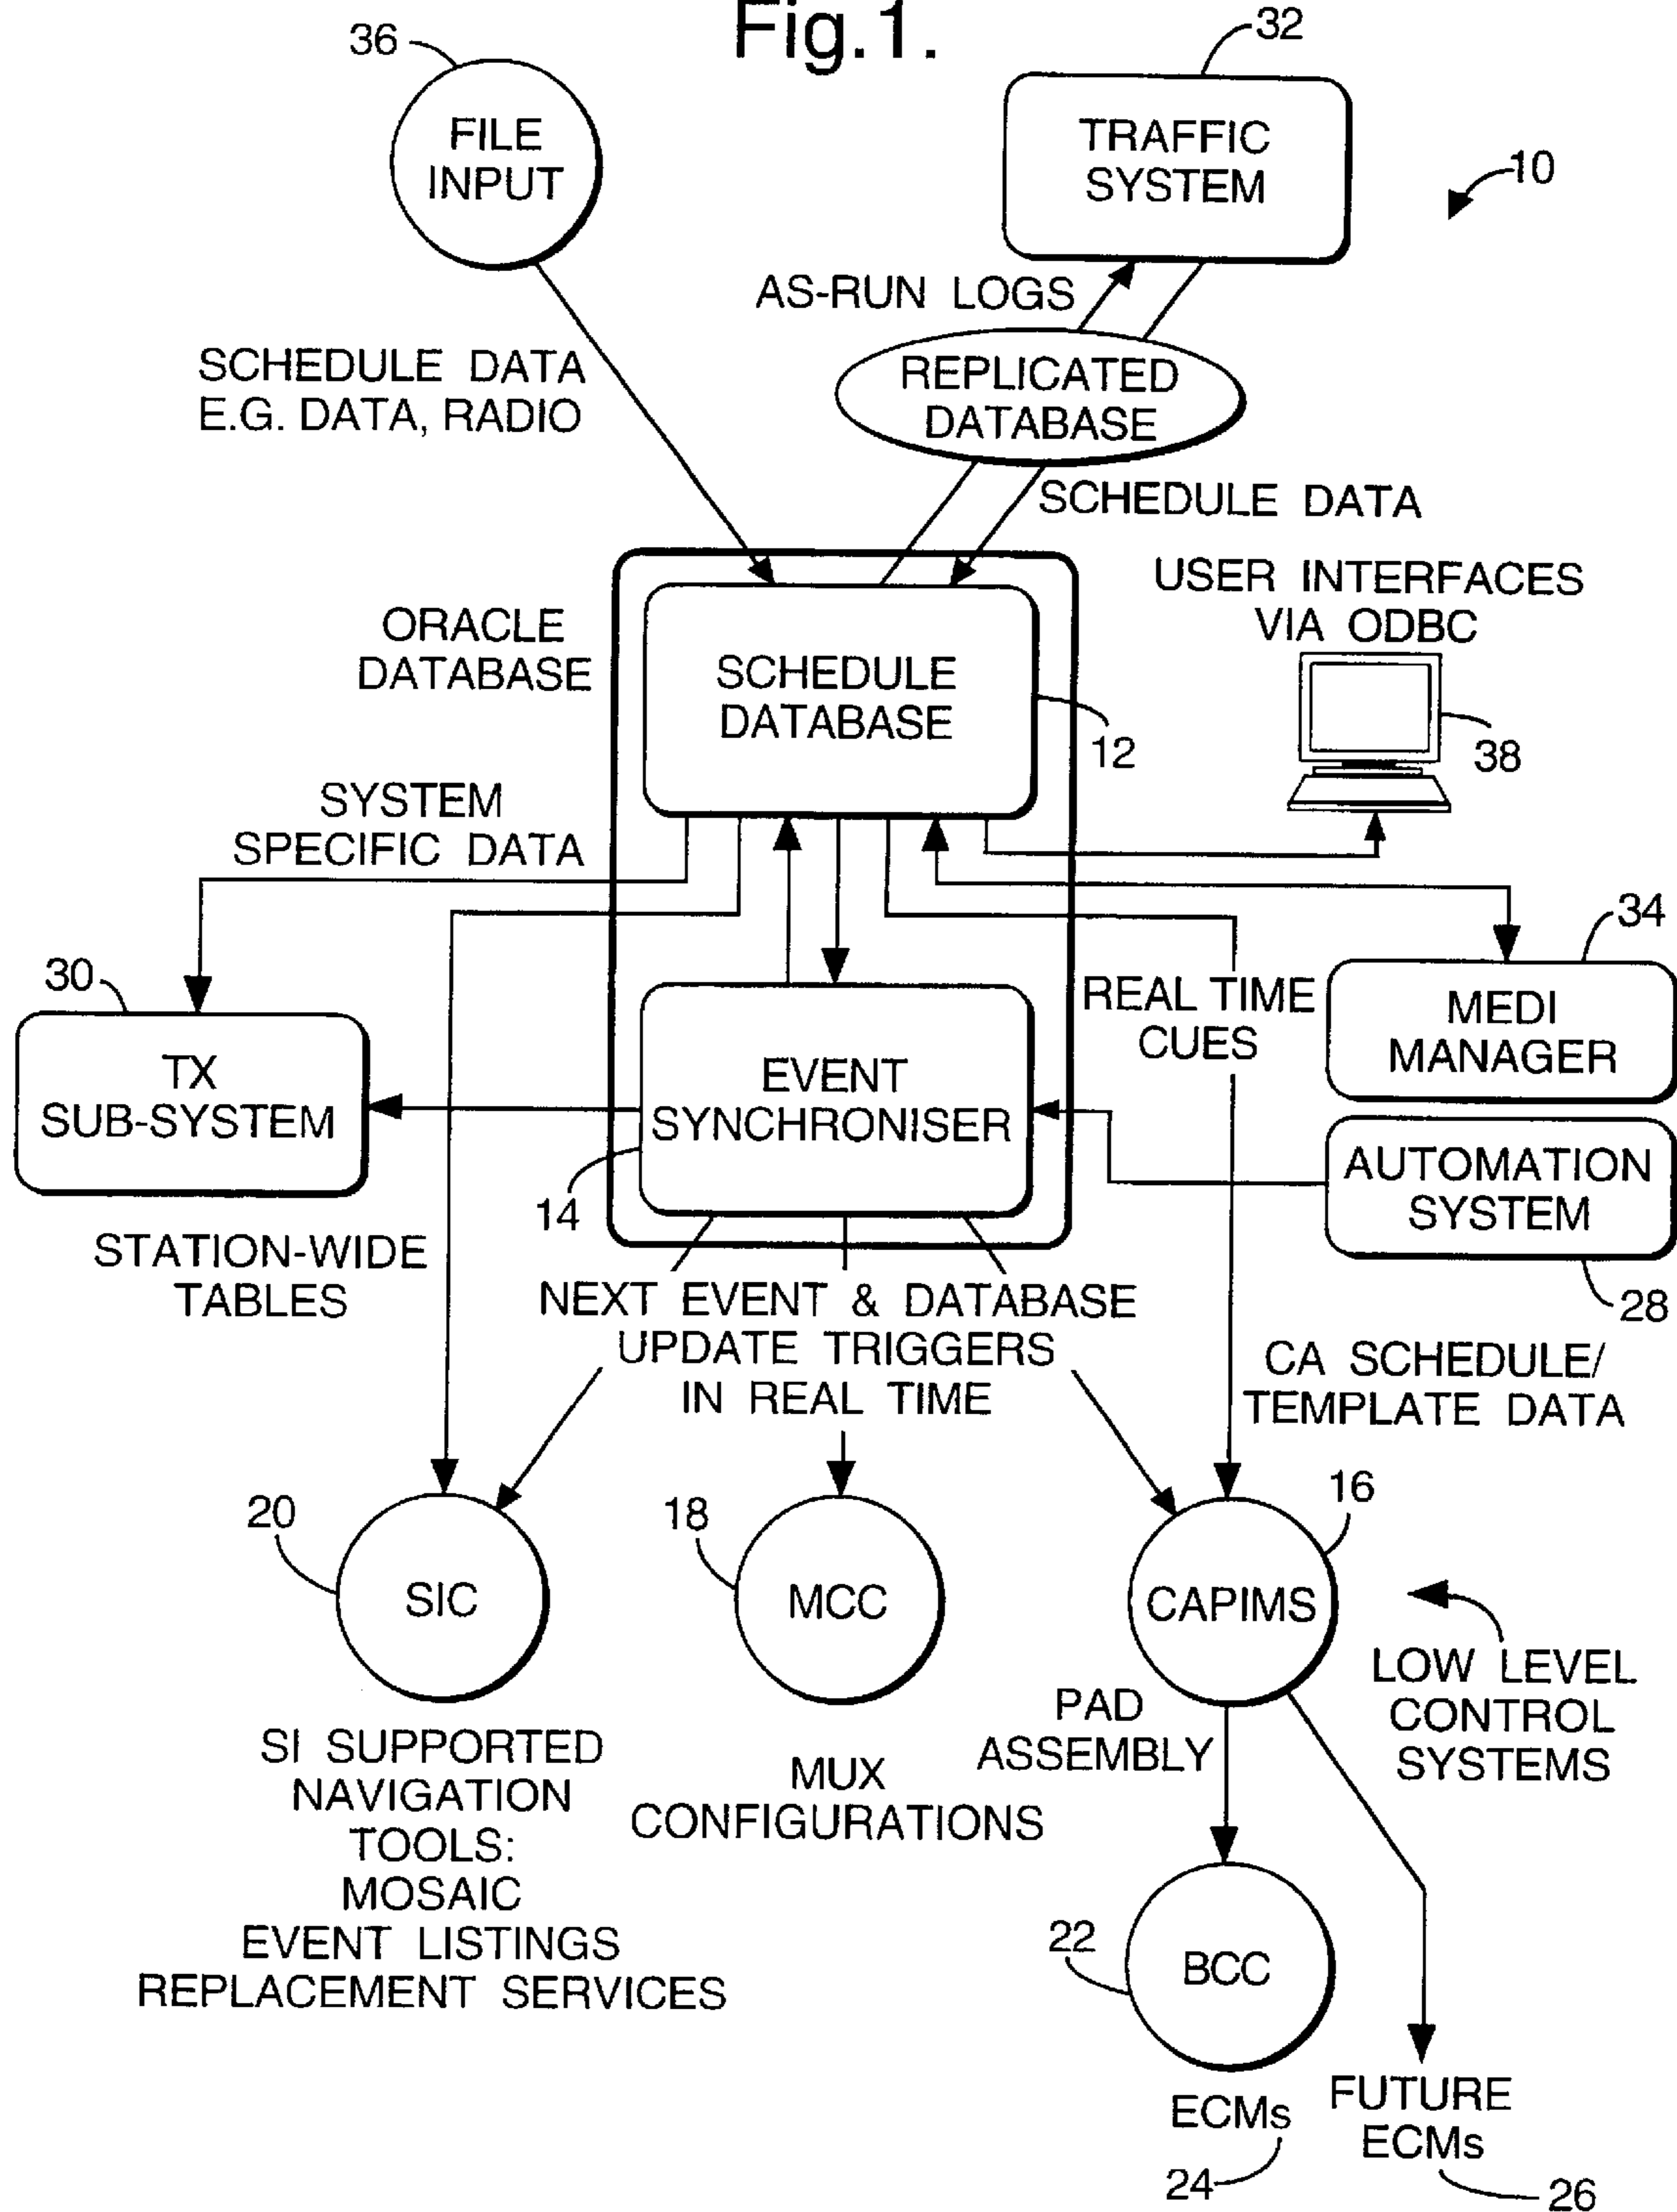 Fig.1.
36
32
FILE
INPUT
TRAFFIC
SYSTEM
10
AS-RUN LOGS
SCHEDULE DATA
E.G. DATA, RADIO
REPLICATED
DATABASE
SCHEDULE DATA
USER INTERFACES
VIA ODBC
ORACLE
DATABASE
SCHEDULE
DATABASE
12
38
SYSTEM
SPECIFIC DATA
34
30
REAL TIME
CUES
MEDI
MANAGER
TX
SUB-SYSTEM
EVENT
SYNCHRONISER
AUTOMATION
SYSTEM
14
28
STATION-WIDE
TABLES
NEXT EVENT & DATABASE
UPDATE TRIGGERS
IN REAL TIME
CA SCHEDULE/
TEMPLATE DATA
20
18
16
SIC
MCC
CAPIMS
LOW LEVEL
CONTROL
SYSTEMS
PAD
ASSEMBLY
SI SUPPORTED
NAVIGATION
TOOLS:
MOSAIC
EVENT LISTINGS
REPLACEMENT SERVICES
MUX
CONFIGURATIONS
22
BCC
ECMs
24
FUTURE
ECMs
26